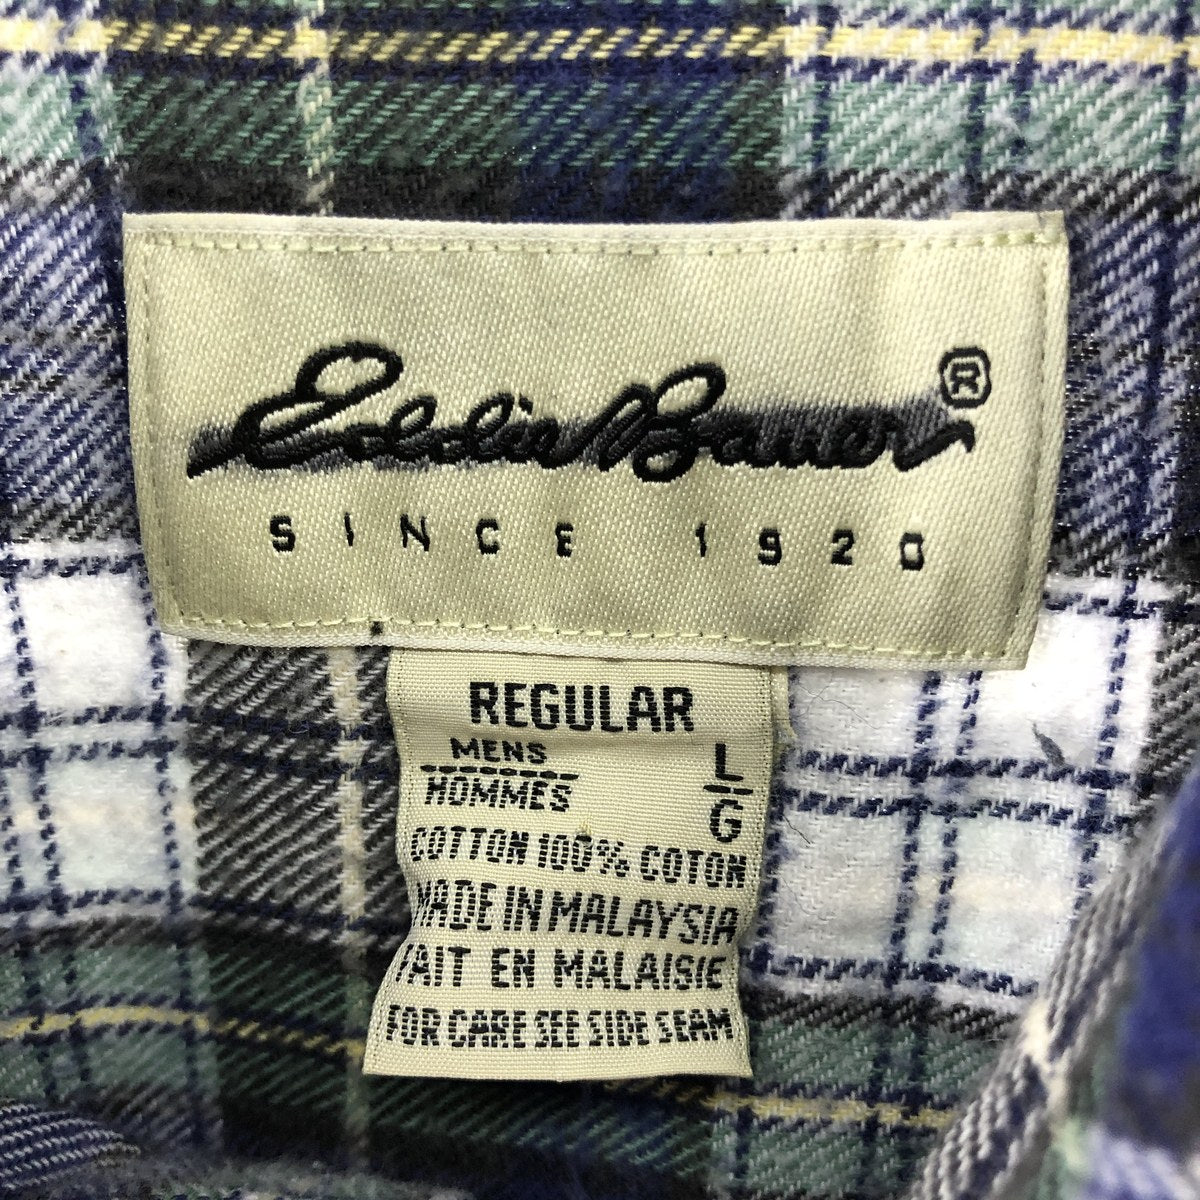 Eddie Bauer ®
SINCE 1920
REGULAR
MENS L
HOMMES G
COTTON 100% COTON
MADE IN MALAYSIA
FAIT EN MALAISIE
FOR CARE SEE SIDE SEAM